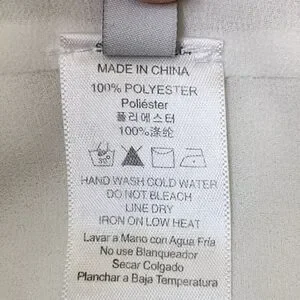 MADE IN CHINA
100% POLYESTER
Poliéster
폴리에스터
100%涤纶
30°
HAND WASH COLD WATER
DO NOT BLEACH
LINE DRY
IRON ON LOW HEAT
Lavar a Mano con Agua Fría
No use Blanqueador
Secar Colgado
Planchar a Baja Temperatura